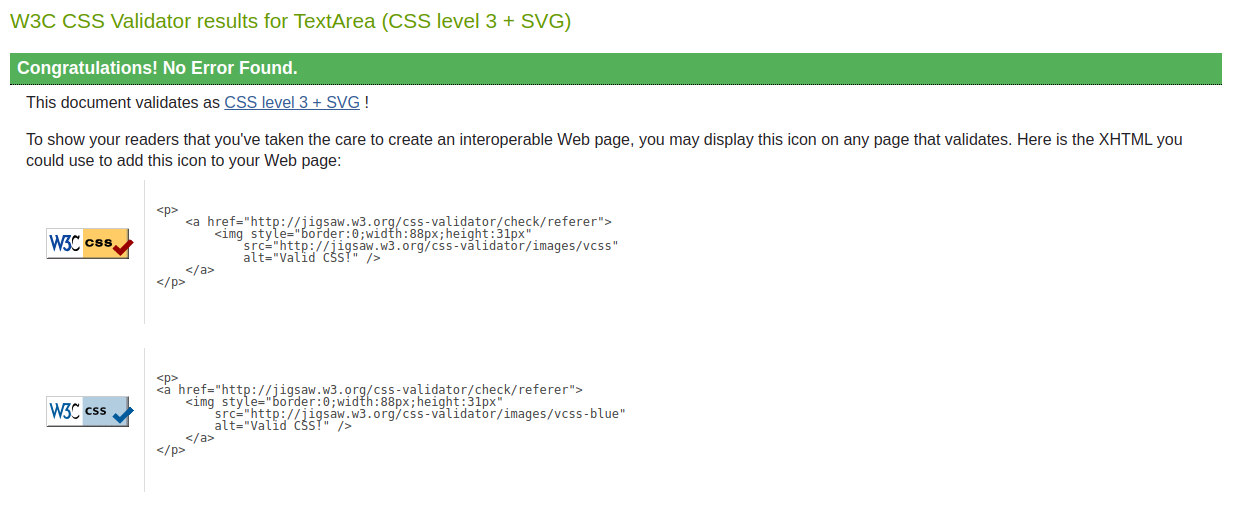 W3C CSS Validator results for TextArea (CSS level 3 + SVG)
Congratulations! No Error Found.
This document validates as CSS level 3 + SVG !
To show your readers that you've taken the care to create an interoperable Web page, you may display this icon on any page that validates. Here is the XHTML you
could use to add this icon to your Web page:
W3C css
<p>
    <a href="http://jigsaw.w3.org/css-validator/check/referer">
        <img style="border:0;width:88px;height:31px"
            src="http://jigsaw.w3.org/css-validator/images/vcss"
            alt="Valid CSS!" />
    </a>
</p>
W3C css
<p>
<a href="http://jigsaw.w3.org/css-validator/check/referer">
    <img style="border:0;width:88px;height:31px"
        src="http://jigsaw.w3.org/css-validator/images/vcss-blue"
        alt="Valid CSS!" />
    </a>
</p>